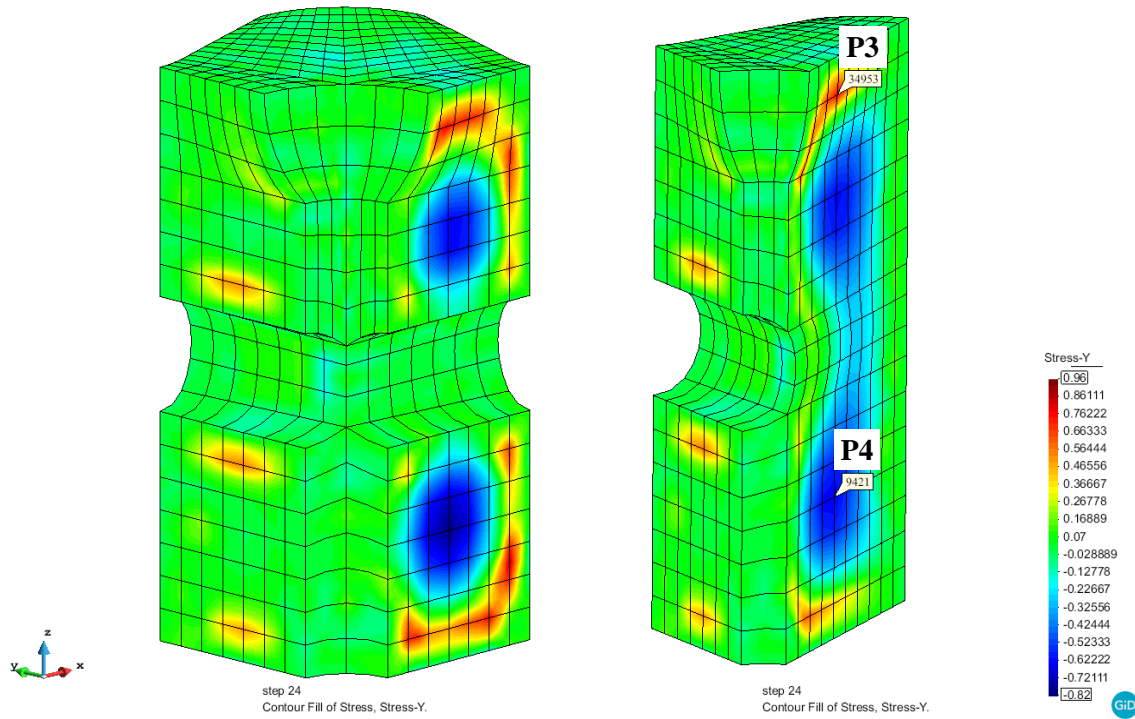 P3
34953
P4
9421
Stress-Y
0.96
0.86111
0.76222
0.66333
0.56444
0.46556
0.36667
0.26778
0.16889
0.07
-0.028889
-0.12778
-0.22667
-0.32556
-0.42444
-0.52333
-0.62222
-0.72111
-0.82
z
y
x
step 24
Contour Fill of Stress, Stress-Y.
step 24
Contour Fill of Stress, Stress-Y.
GiD